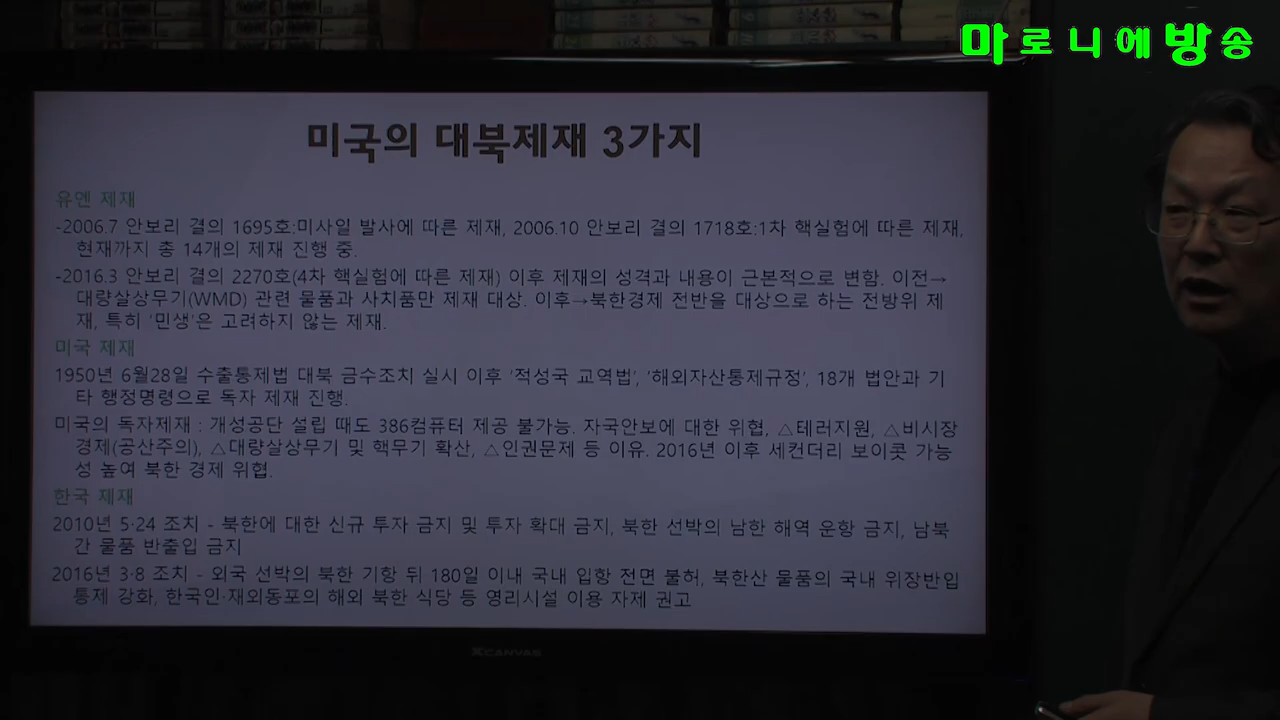 마로니에방송
미국의 대북제재 3가지
유엔 제재
-2006.7 안보리 결의 1695호:미사일 발사에 따른 제재, 2006.10 안보리 결의 1718호:1차 핵실험에 따른 제재,
현재까지 총 14개의 제재 진행 중.
-2016.3 안보리 결의 2270호(4차 핵실험에 따른 제재) 이후 제재의 성격과 내용이 근본적으로 변함. 이전→
대량살상무기(WMD) 관련 물품과 사치품만 제재 대상. 이후→북한경제 전반을 대상으로 하는 전방위 제
재, 특히 '민생'은 고려하지 않는 제재.
미국 제재
1950년 6월28일 수출통제법 대북 금수조치 실시 이후 '적성국 교역법', '해외자산통제규정', 18개 법안과 기
타 행정명령으로 독자 제재 진행.
미국의 독자제재 : 개성공단 설립 때도 386컴퓨터 제공 불가능. 자국안보에 대한 위협, △테러지원, △비시장
경제(공산주의), △대량살상무기 및 핵무기 확산, △인권문제 등 이유. 2016년 이후 세컨더리 보이콧 가능
성 높여 북한 경제 위협.
한국 제재
2010년 5·24 조치 - 북한에 대한 신규 투자 금지 및 투자 확대 금지, 북한 선박의 남한 해역 운항 금지, 남북
간 물품 반출입 금지
2016년 3·8 조치 - 외국 선박의 북한 기항 뒤 180일 이내 국내 입항 전면 불허, 북한산 물품의 국내 위장반입
통제 강화, 한국인·재외동포의 해외 북한 식당 등 영리시설 이용 자제 권고
XCANVAS